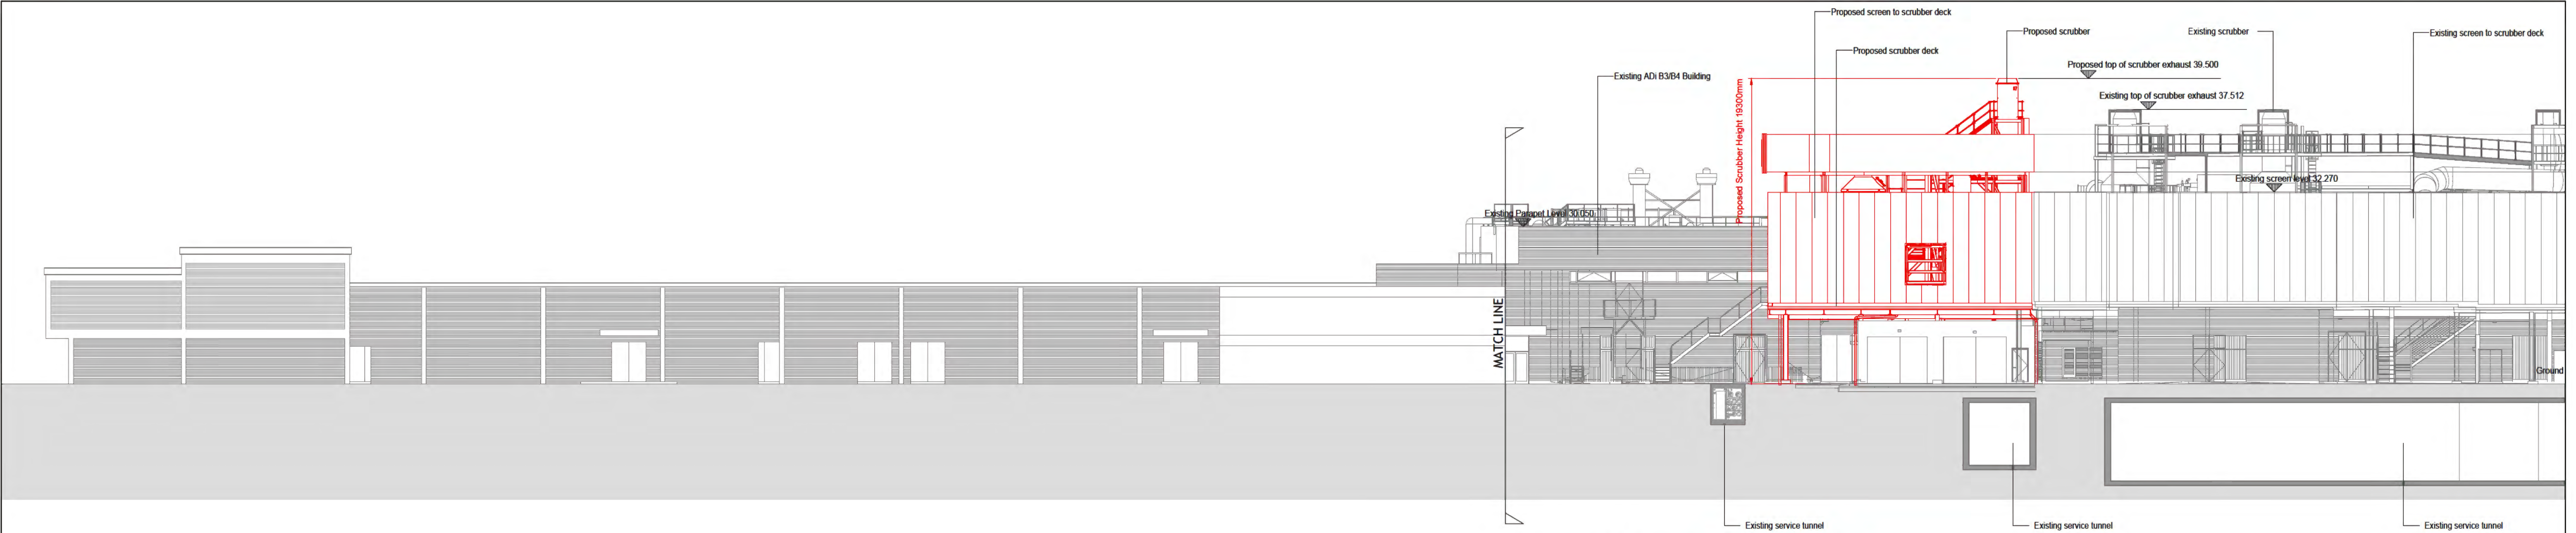 Proposed screen to scrubber deck
Proposed scrubber
Existing scrubber
Existing screen to scrubber deck
Proposed scrubber deck
Proposed top of scrubber exhaust 39.500
Existing ADi B3/B4 Building
Existing top of scrubber exhaust 37.512
Proposed Scrubber Height 19300mm
Existing screen level 32.270
Existing Parapet Level 30.050
MATCH LINE
Ground
Existing service tunnel
Existing service tunnel
Existing service tunnel